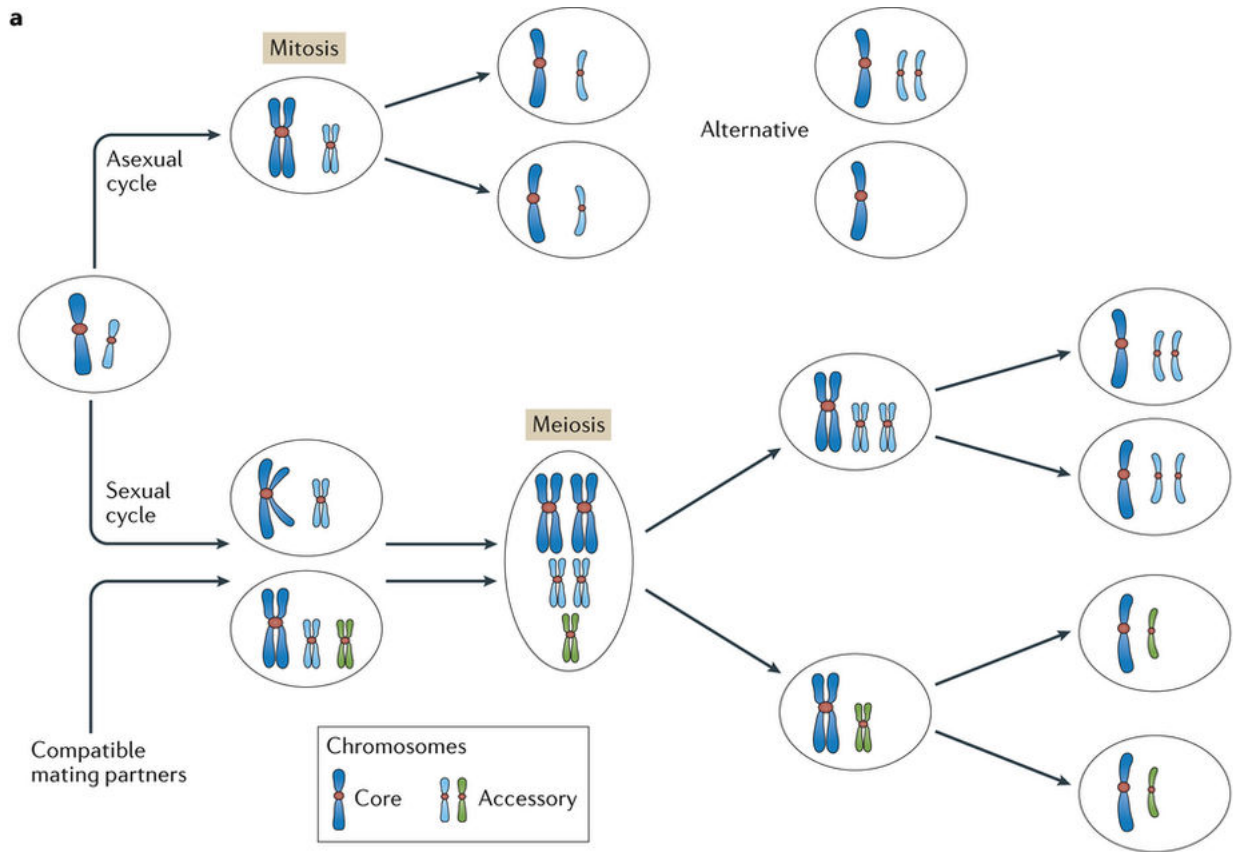 a
Mitosis
Alternative
Asexual
cycle
Meiosis
Sexual
cycle
Compatible
mating partners
Chromosomes
Core
Accessory